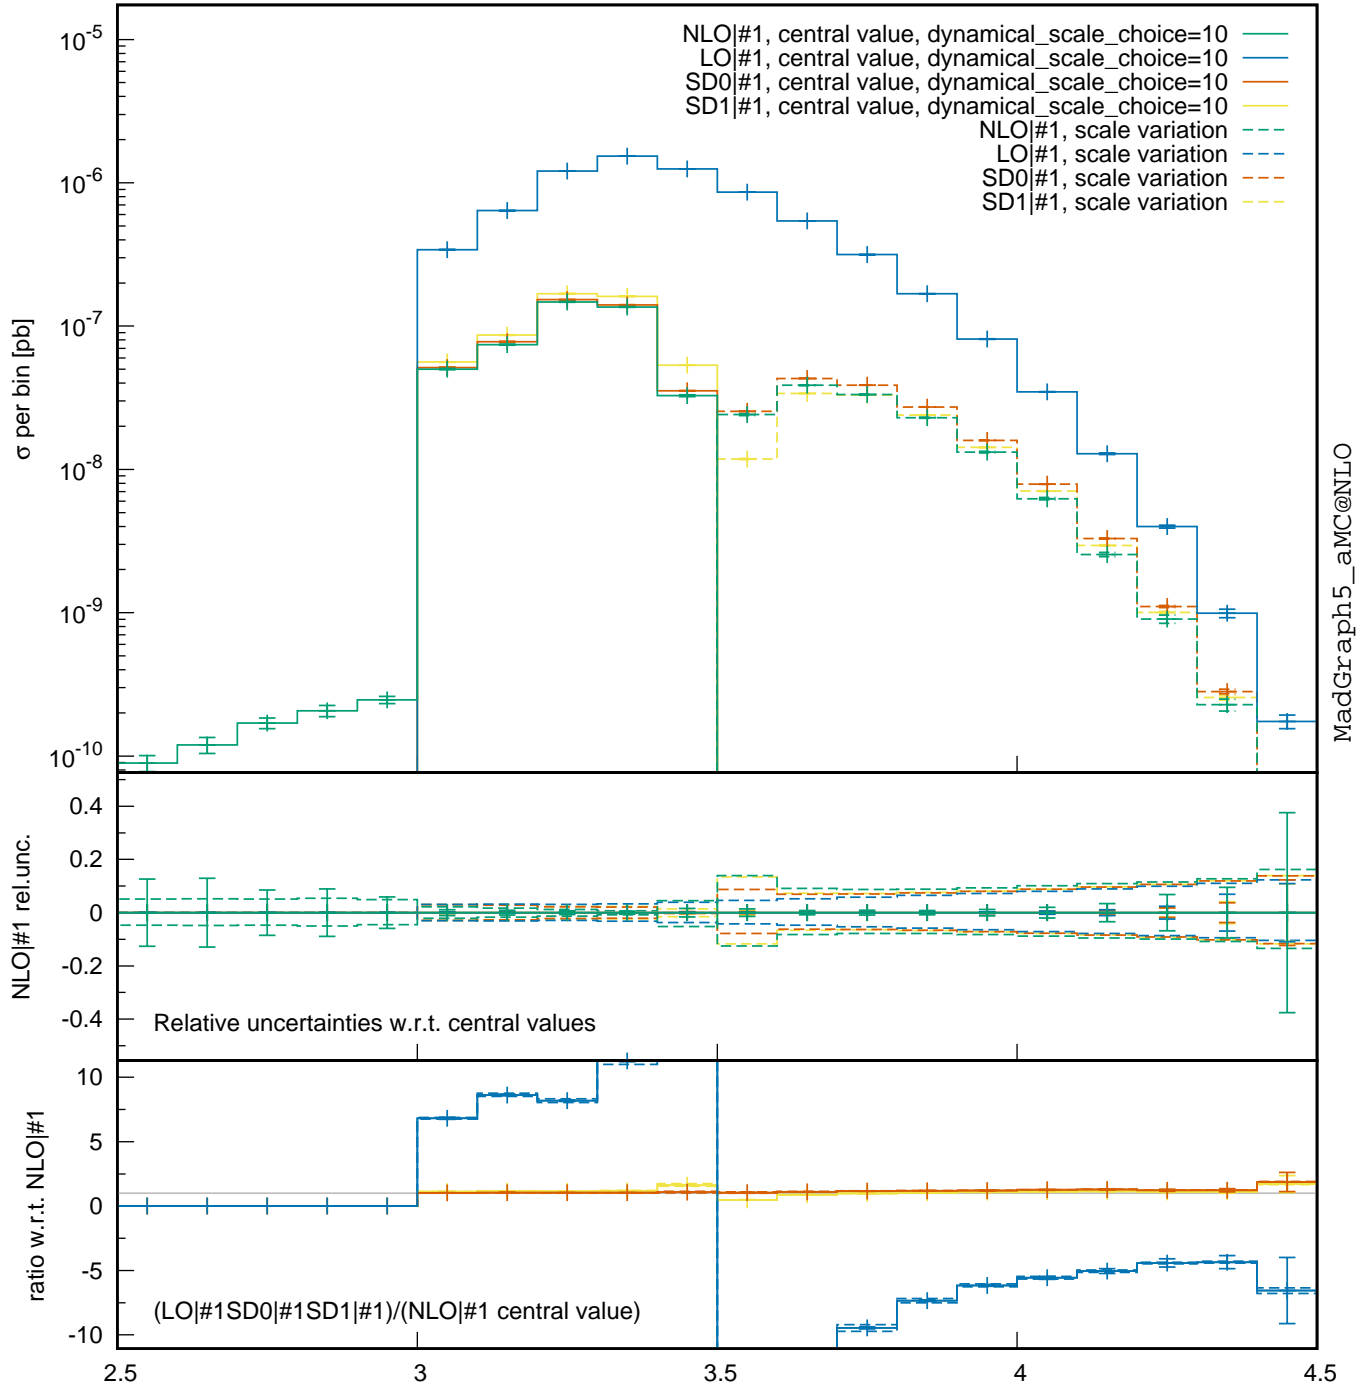 NLO|#1, central value, dynamical_scale_choice=10
LO|#1, central value, dynamical_scale_choice=10
SD0|#1, central value, dynamical_scale_choice=10
SD1|#1, central value, dynamical_scale_choice=10
NLO|#1, scale variation
LO|#1, scale variation
SD0|#1, scale variation
SD1|#1, scale variation
σ per bin [pb]
10⁻⁵
10⁻⁶
10⁻⁷
10⁻⁸
10⁻⁹
10⁻¹⁰
MadGraph5_aMC@NLO
NLO|#1 rel.unc.
0.4
0.2
0
-0.2
-0.4
Relative uncertainties w.r.t. central values
ratio w.r.t. NLO|#1
10
5
0
-5
-10
(LO|#1SD0|#1SD1|#1)/(NLO|#1 central value)
2.5 3 3.5 4 4.5